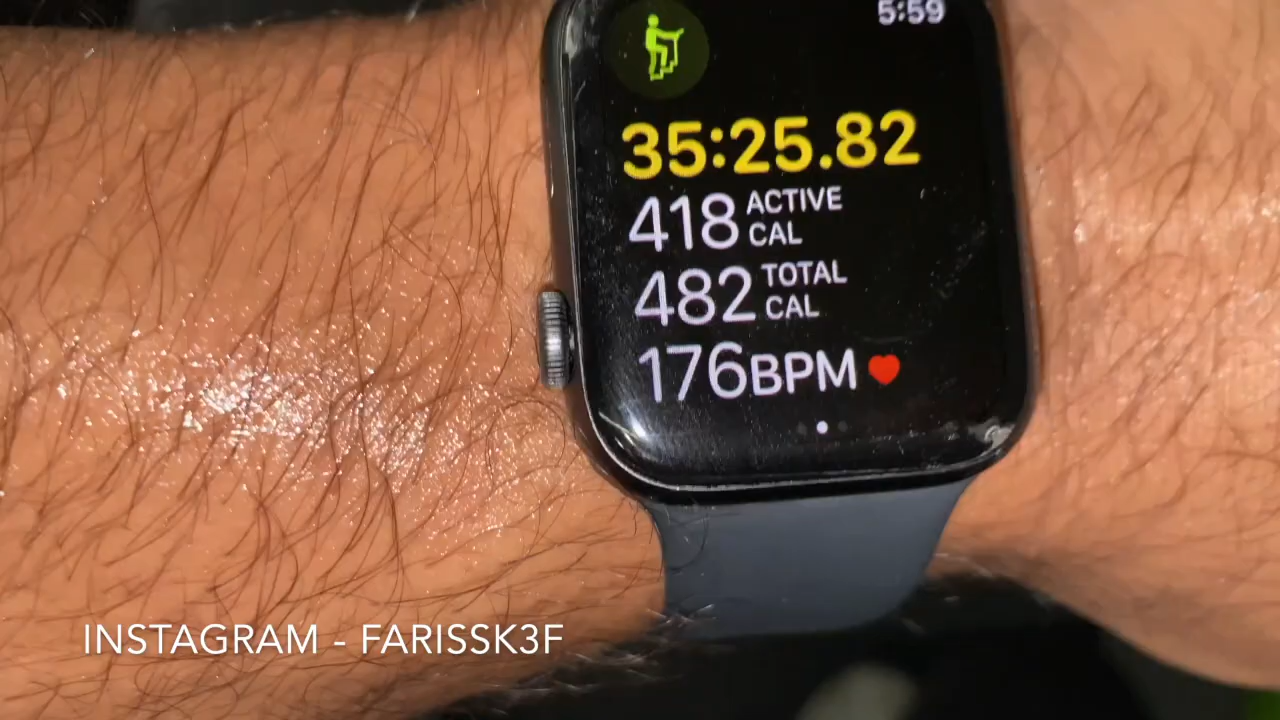 5:59
35:25.82
418 ACTIVE CAL
482 TOTAL CAL
176BPM
INSTAGRAM - FARISSK3F